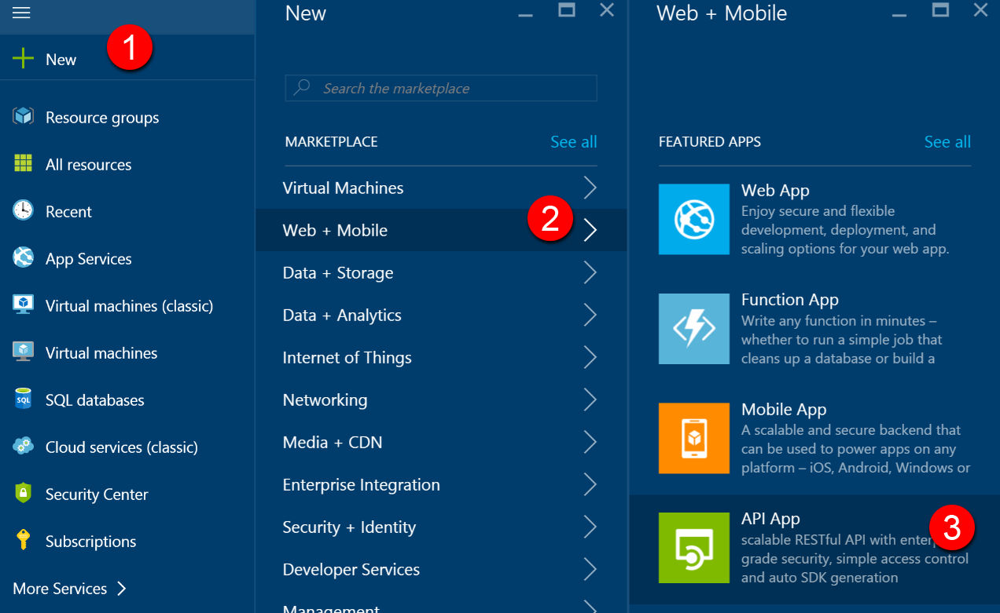 New
1
Resource groups
All resources
Recent
App Services
Virtual machines (classic)
Virtual machines
SQL
SQL databases
Cloud services (classic)
Security Center
Subscriptions
More Services
New
Search the marketplace
MARKETPLACE
See all
Virtual Machines
Web + Mobile
2
Data + Storage
Data + Analytics
Internet of Things
Networking
Media + CDN
Enterprise Integration
Security + Identity
Developer Services
Management
Web + Mobile
FEATURED APPS
See all
Web App
Enjoy secure and flexible
development, deployment, and
scaling options for your web app.
Function App
Write any function in minutes –
whether to run a simple job that
cleans up a database or build a
Mobile App
A scalable and secure backend that
can be used to power apps on any
platform – iOS, Android, Windows or
API App
3
scalable RESTful API with
grade security, simple access control
and auto SDK generation